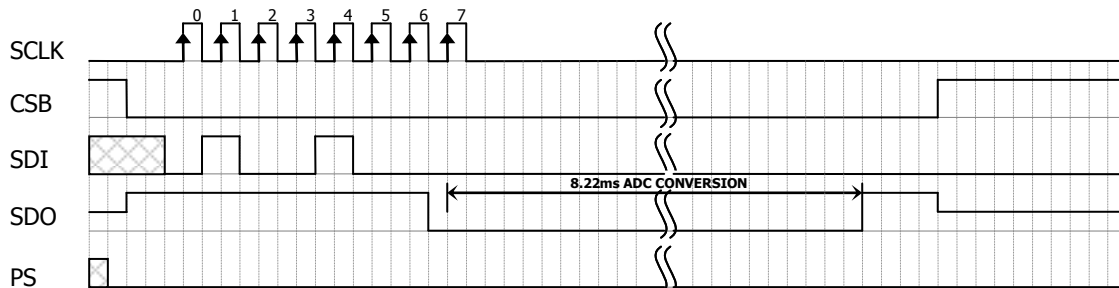 0 1 2 3 4 5 6 7
SCLK
CSB
SDI
8.22ms ADC CONVERSION
SDO
PS